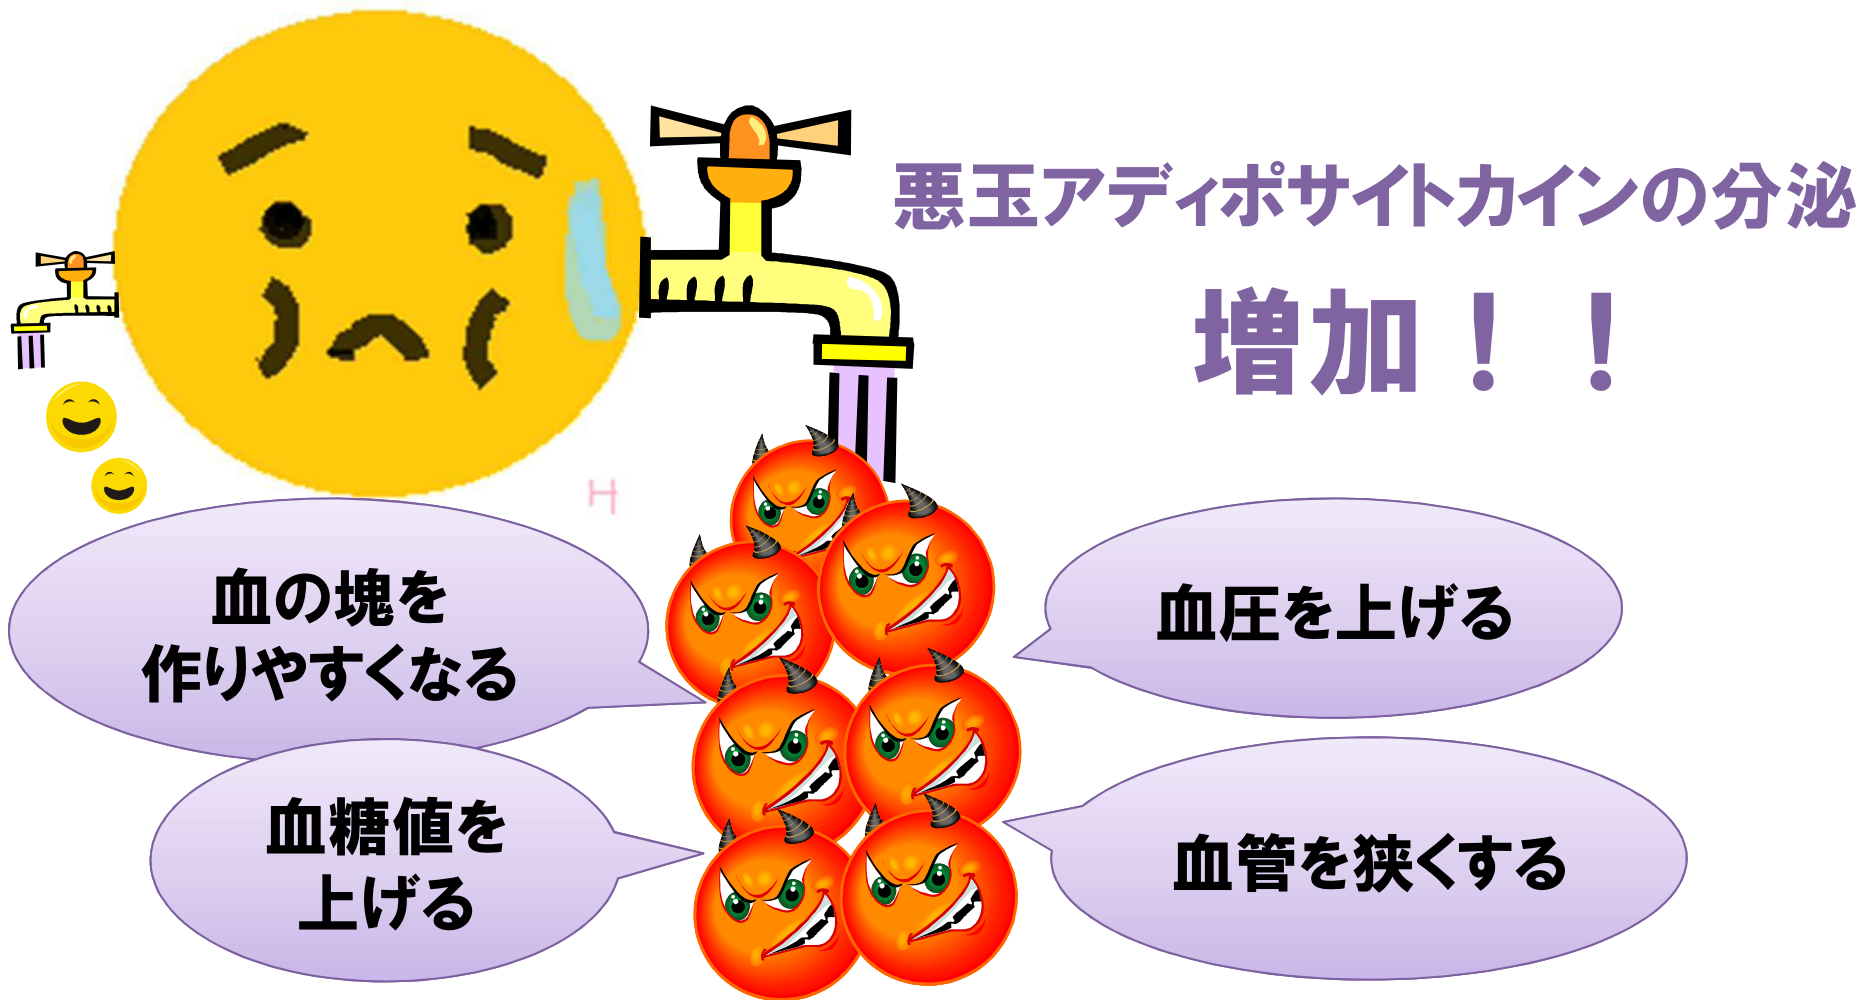 悪玉アディポサイトカインの分泌
増加！！
H
血の塊を
作りやすくなる
血圧を上げる
血糖値を
上げる
血管を狭くする